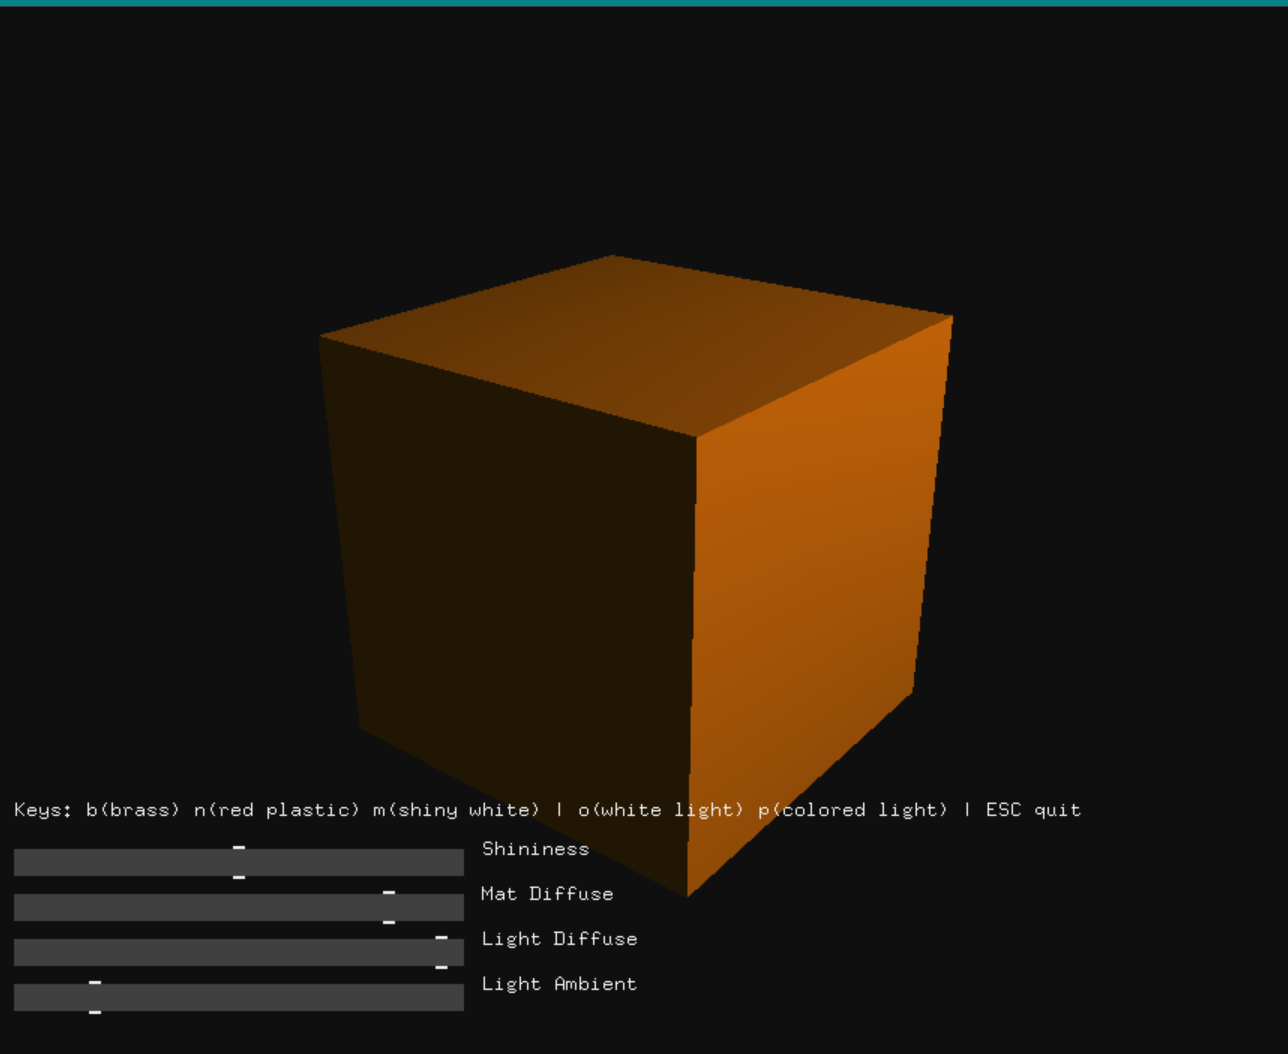 Keys: b(brass) n(red plastic) m(shiny white) | o(white light) p(colored light) | ESC quit
Shininess
Mat Diffuse
Light Diffuse
Light Ambient